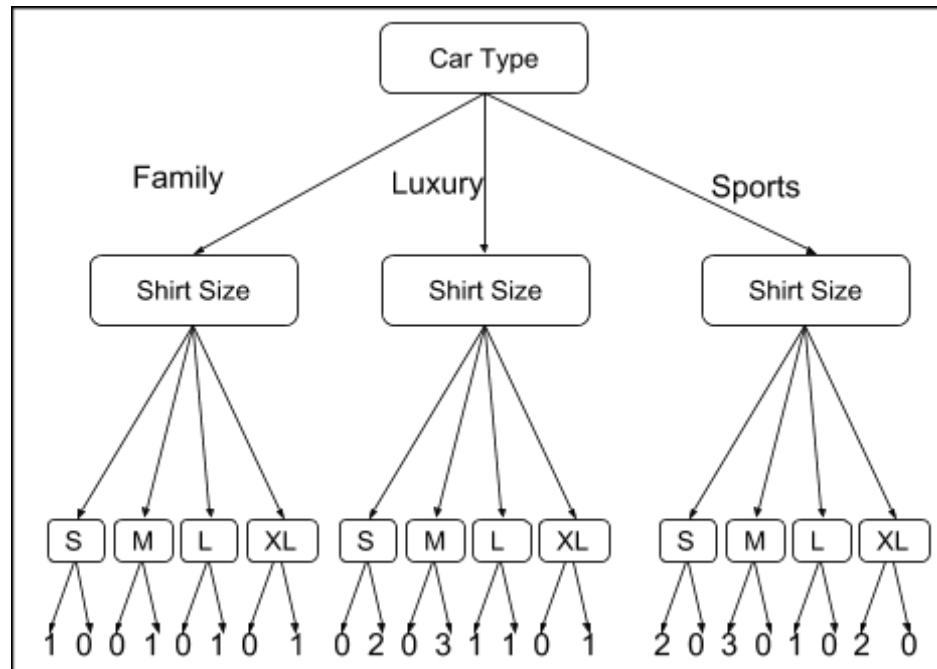 Car Type
Family Luxury Sports
Shirt Size Shirt Size Shirt Size
S M L XL S M L XL S M L XL
1 0 0 1 0 1 0 1 0 2 0 3 1 1 0 1 2 0 3 0 1 0 2 0